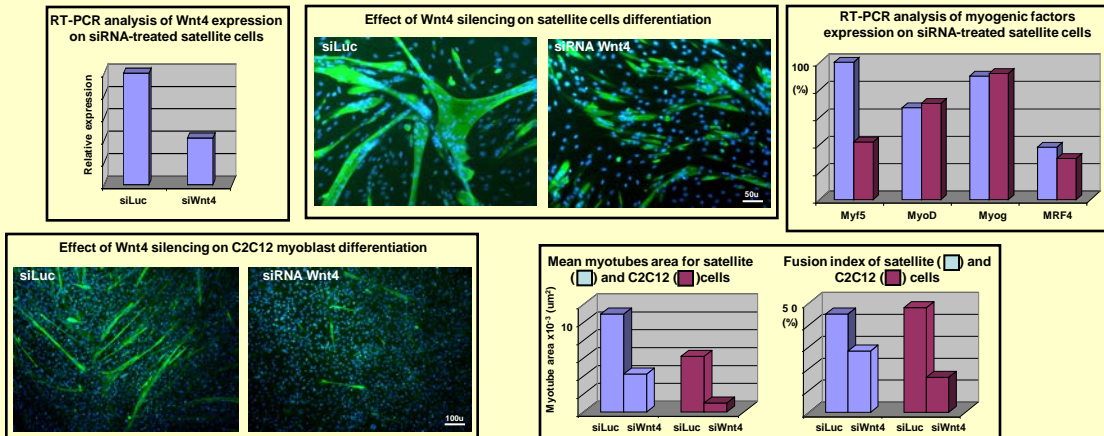 RT-PCR analysis of Wnt4 expression
on siRNA-treated satellite cells
Relative expression
siLuc
siWnt4
Effect of Wnt4 silencing on satellite cells differentiation
siLuc
siRNA Wnt4
50u
RT-PCR analysis of myogenic factors
expression on siRNA-treated satellite cells
100
(%)
Myf5
MyoD
Myog
MRF4
Effect of Wnt4 silencing on C2C12 myoblast differentiation
siLuc
siRNA Wnt4
100u
Mean myotubes area for satellite
( ) and C2C12 ( )cells
Myotube area x10-3 (um2)
10
siLuc siWnt4 siLuc siWnt4
Fusion index of satellite ( ) and
C2C12 ( ) cells
50
(%)
siLuc siWnt4 siLuc siWnt4